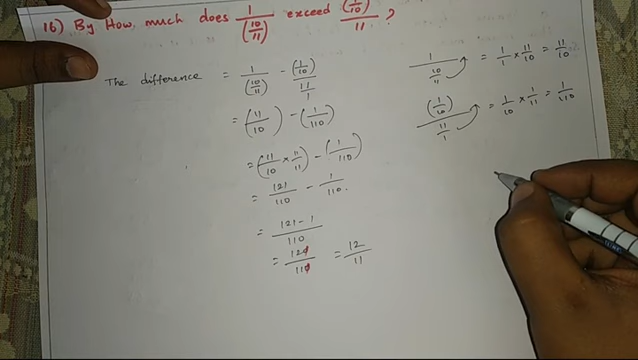 16) By How much does 1/(10/11) exceed (1/10)/11 ?
The difference = 1/(10/11) - (1/10)/(11/1)
= (11/10) - (1/110)
= (11/10 × 11/11) - (1/110)
= 121/110 - 1/110.
= 121-1/110
= 120/110 = 12/11
1/(10/11) = 1/1 × 11/10 = 11/10
(1/10)/(11/1) = 1/10 × 1/11 = 1/110